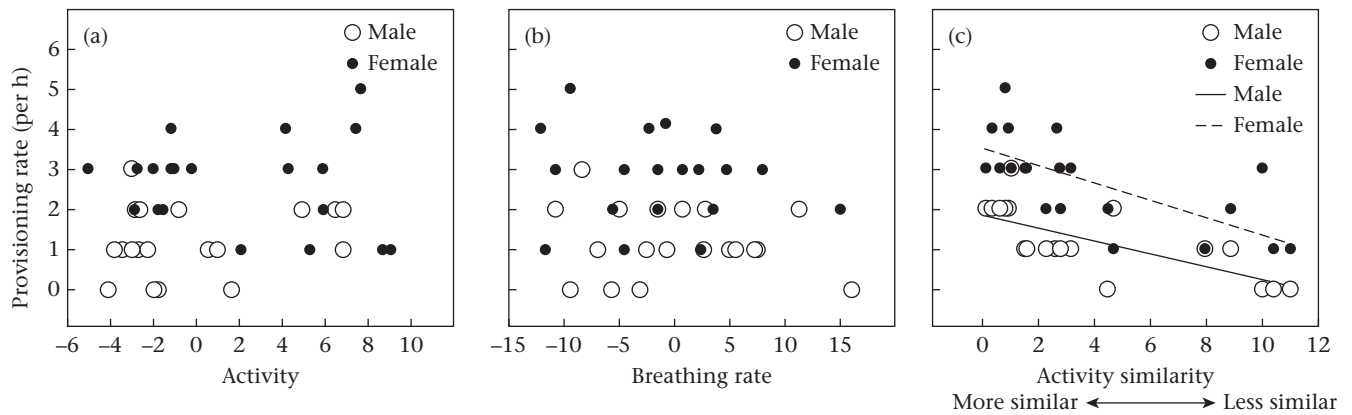 Provisioning rate (per h)
6
5
4
3
2
1
0
(a)
Male
Female
–6 –4 –2 0 2 4 6 8 10
Activity
(b)
Male
Female
–15 –10 –5 0 5 10 15
Breathing rate
(c)
Male
Female
Male
Female
0 2 4 6 8 10 12
Activity similarity
More similar Less similar